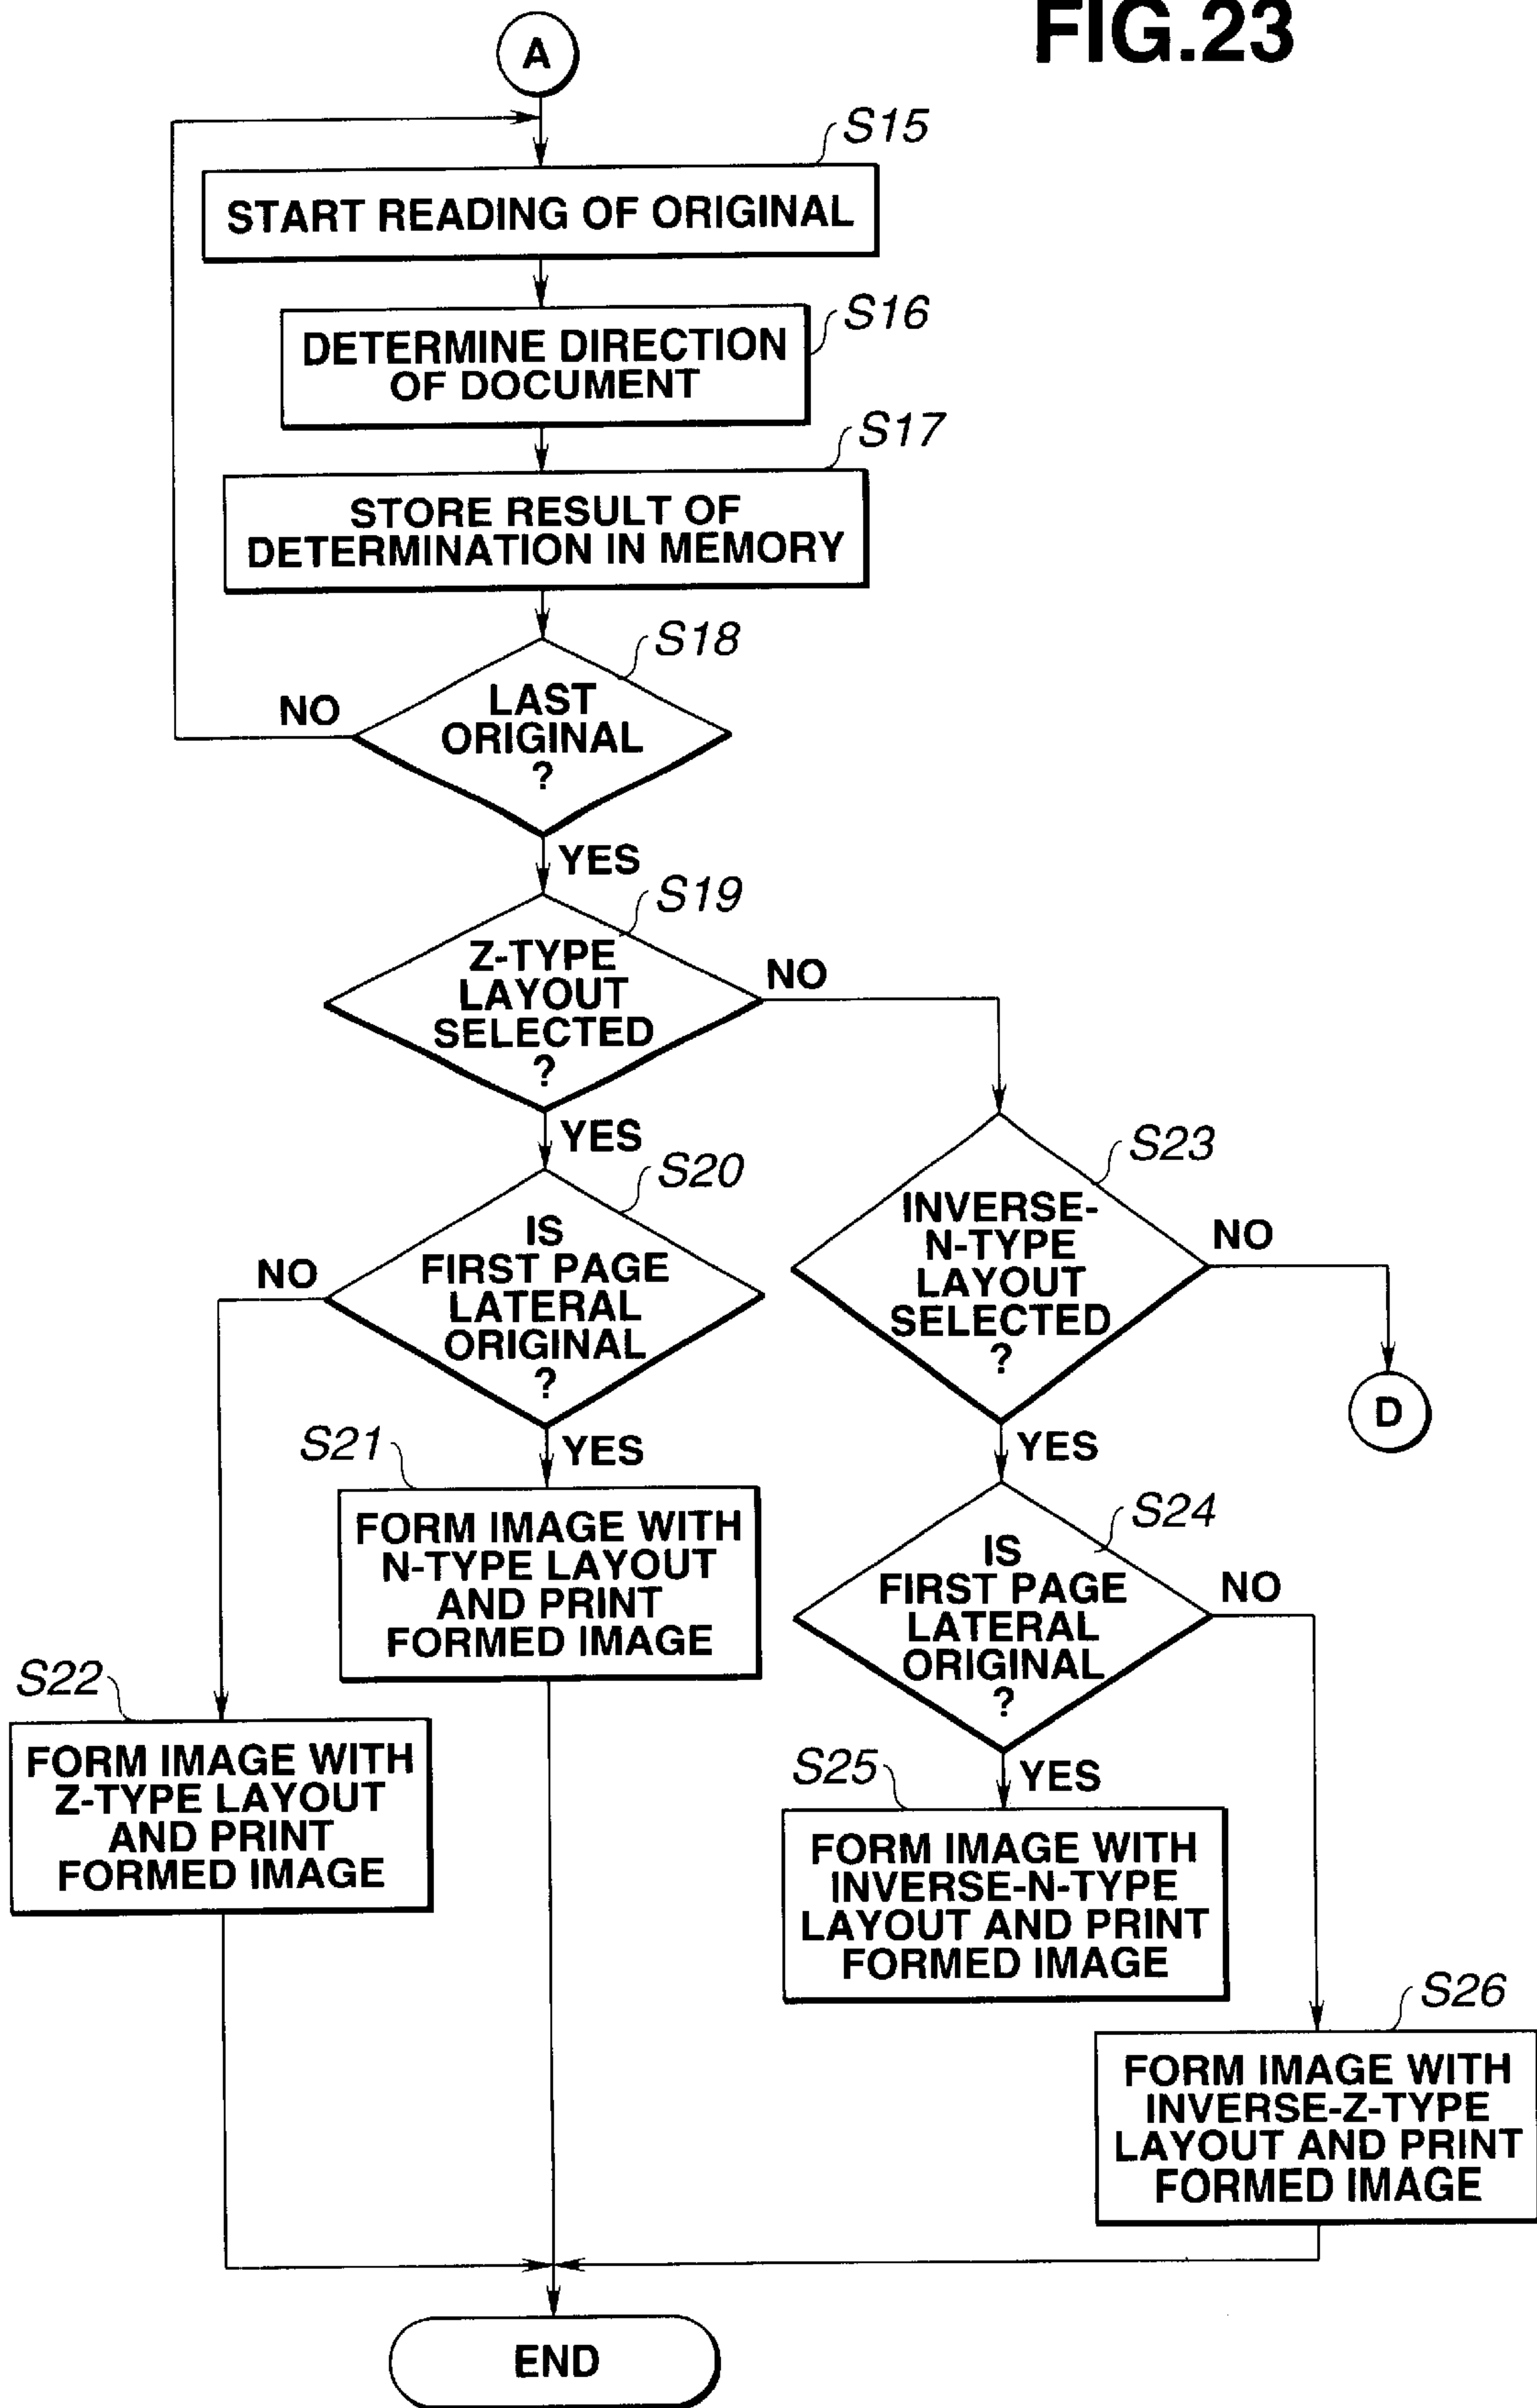 FIG.23
A
S15
START READING OF ORIGINAL
S16
DETERMINE DIRECTION
OF DOCUMENT
S17
STORE RESULT OF
DETERMINATION IN MEMORY
S18
LAST
ORIGINAL
?
NO
YES
S19
Z-TYPE
LAYOUT
SELECTED
?
NO
YES
S20
IS
FIRST PAGE
LATERAL
ORIGINAL
?
NO
YES
S23
INVERSE-
N-TYPE
LAYOUT
SELECTED
?
NO
D
YES
S21
FORM IMAGE WITH
N-TYPE LAYOUT
AND PRINT
FORMED IMAGE
S24
IS
FIRST PAGE
LATERAL
ORIGINAL
?
NO
YES
S22
FORM IMAGE WITH
Z-TYPE LAYOUT
AND PRINT
FORMED IMAGE
S25
FORM IMAGE WITH
INVERSE-N-TYPE
LAYOUT AND PRINT
FORMED IMAGE
S26
FORM IMAGE WITH
INVERSE-Z-TYPE
LAYOUT AND PRINT
FORMED IMAGE
END